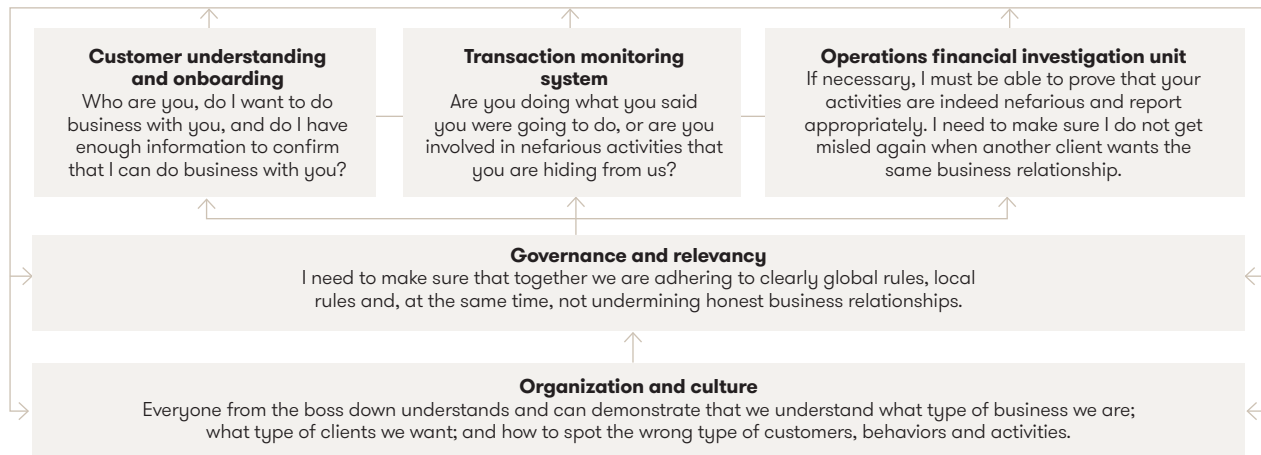 Customer understanding
and onboarding
Who are you, do I want to do
business with you, and do I have
enough information to confirm
that I can do business with you?
Transaction monitoring
system
Are you doing what you said
you were going to do, or are you
involved in nefarious activities that
you are hiding from us?
Operations financial investigation unit
If necessary, I must be able to prove that your
activities are indeed nefarious and report
appropriately. I need to make sure I do not get
misled again when another client wants the
same business relationship.
Governance and relevancy
I need to make sure that together we are adhering to clearly global rules, local
rules and, at the same time, not undermining honest business relationships.
Organization and culture
Everyone from the boss down understands and can demonstrate that we understand what type of business we are;
what type of clients we want; and how to spot the wrong type of customers, behaviors and activities.